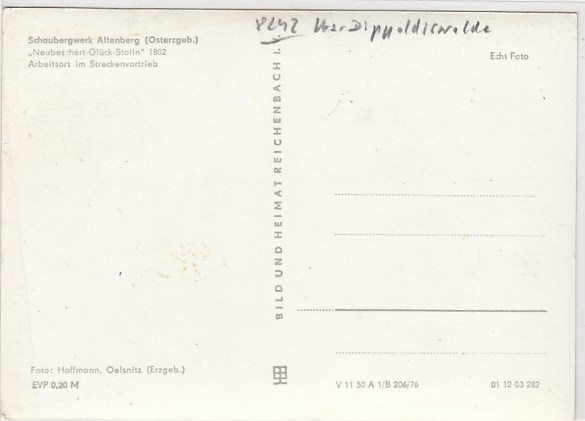 8242 über Dippoldiswalde
Schaubergwerk Altenberg (Osterzgeb.)
„Neubeschert-Glück-Stolln" 1802
Arbeitsort im Streckenvortrieb
Echt Foto
BILD UND HEIMAT REICHENBACH I.
Foto: Hoffmann, Oelsnitz (Erzgeb.)
EVP 0,20 M
V 11 50 A 1/B 206/76
01 12 03 282